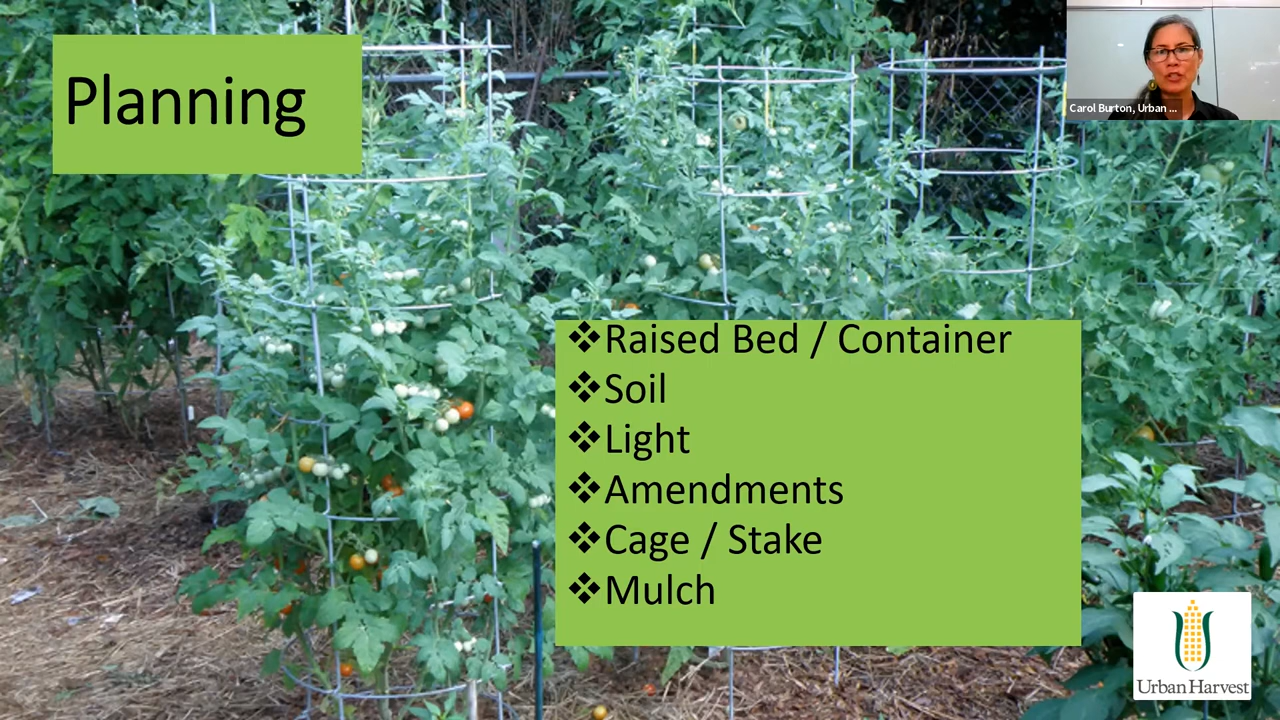 Planning
Carol Burton, Urban ...
❖Raised Bed / Container
❖Soil
❖Light
❖Amendments
❖Cage / Stake
❖Mulch
Urban Harvest